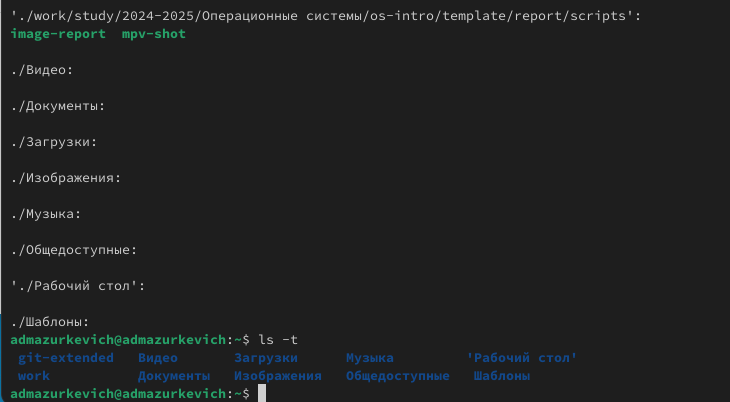 './work/study/2024-2025/Операционные системы/os-intro/template/report/scripts':
image-report  mpv-shot
./Видео:
./Документы:
./Загрузки:
./Изображения:
./Музыка:
./Общедоступные:
'./Рабочий стол':
./Шаблоны:
admazurkevich@admazurkevich:~$ ls -t
git-extended   Видео       Загрузки      Музыка         'Рабочий стол'
work           Документы   Изображения   Общедоступные   Шаблоны
admazurkevich@admazurkevich:~$